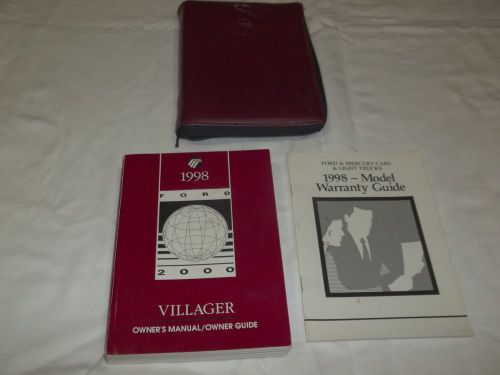 1998
FORD
2000
VILLAGER
OWNER'S MANUAL/OWNER GUIDE
FORD & MERCURY CARS
& LIGHT TRUCKS
1998 – Model
Warranty Guide